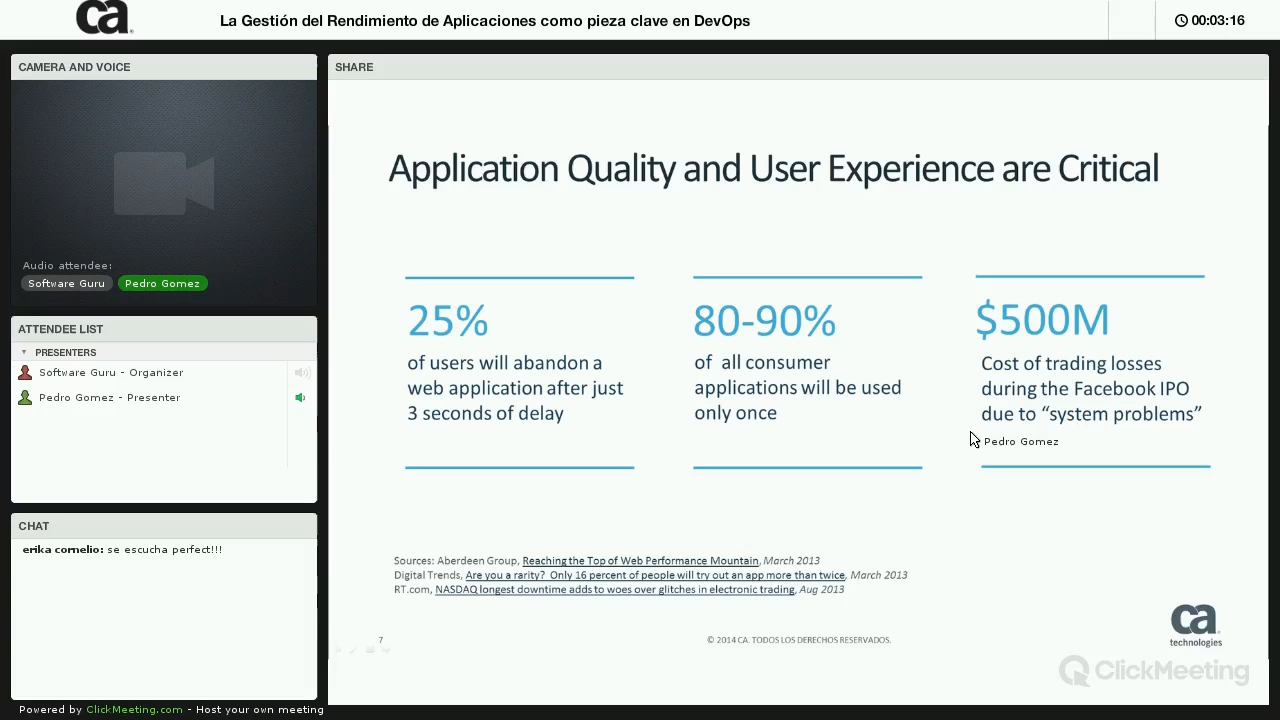 ca
La Gestión del Rendimiento de Aplicaciones como pieza clave en DevOps
00:03:16
CAMERA AND VOICE
Audio attendee:
Software Guru
Pedro Gomez
ATTENDEE LIST
PRESENTERS
Software Guru - Organizer
Pedro Gomez - Presenter
CHAT
erika cornelio: se escucha perfect!!!
Powered by ClickMeeting.com - Host your own meeting
SHARE
Application Quality and User Experience are Critical
25%
of users will abandon a
web application after just
3 seconds of delay
80-90%
of all consumer
applications will be used
only once
$500M
Cost of trading losses
during the Facebook IPO
due to “system problems”
Pedro Gomez
Sources: Aberdeen Group, Reaching the Top of Web Performance Mountain, March 2013
Digital Trends, Are you a rarity? Only 16 percent of people will try out an app more than twice, March 2013
RT.com, NASDAQ longest downtime adds to woes over glitches in electronic trading, Aug 2013
7
© 2014 CA. TODOS LOS DERECHOS RESERVADOS.
ca
technologies
ClickMeeting